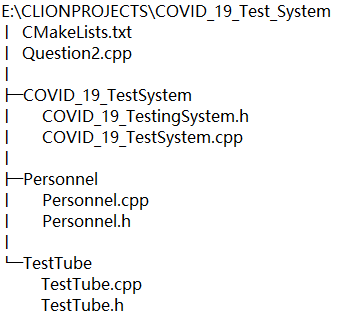 E:\CLIONPROJECTS\COVID_19_Test_System
│  CMakeLists.txt
│  Question2.cpp
│
├─COVID_19_TestSystem
│      COVID_19_TestingSystem.h
│      COVID_19_TestSystem.cpp
│
├─Personnel
│      Personnel.cpp
│      Personnel.h
│
└─TestTube
       TestTube.cpp
       TestTube.h